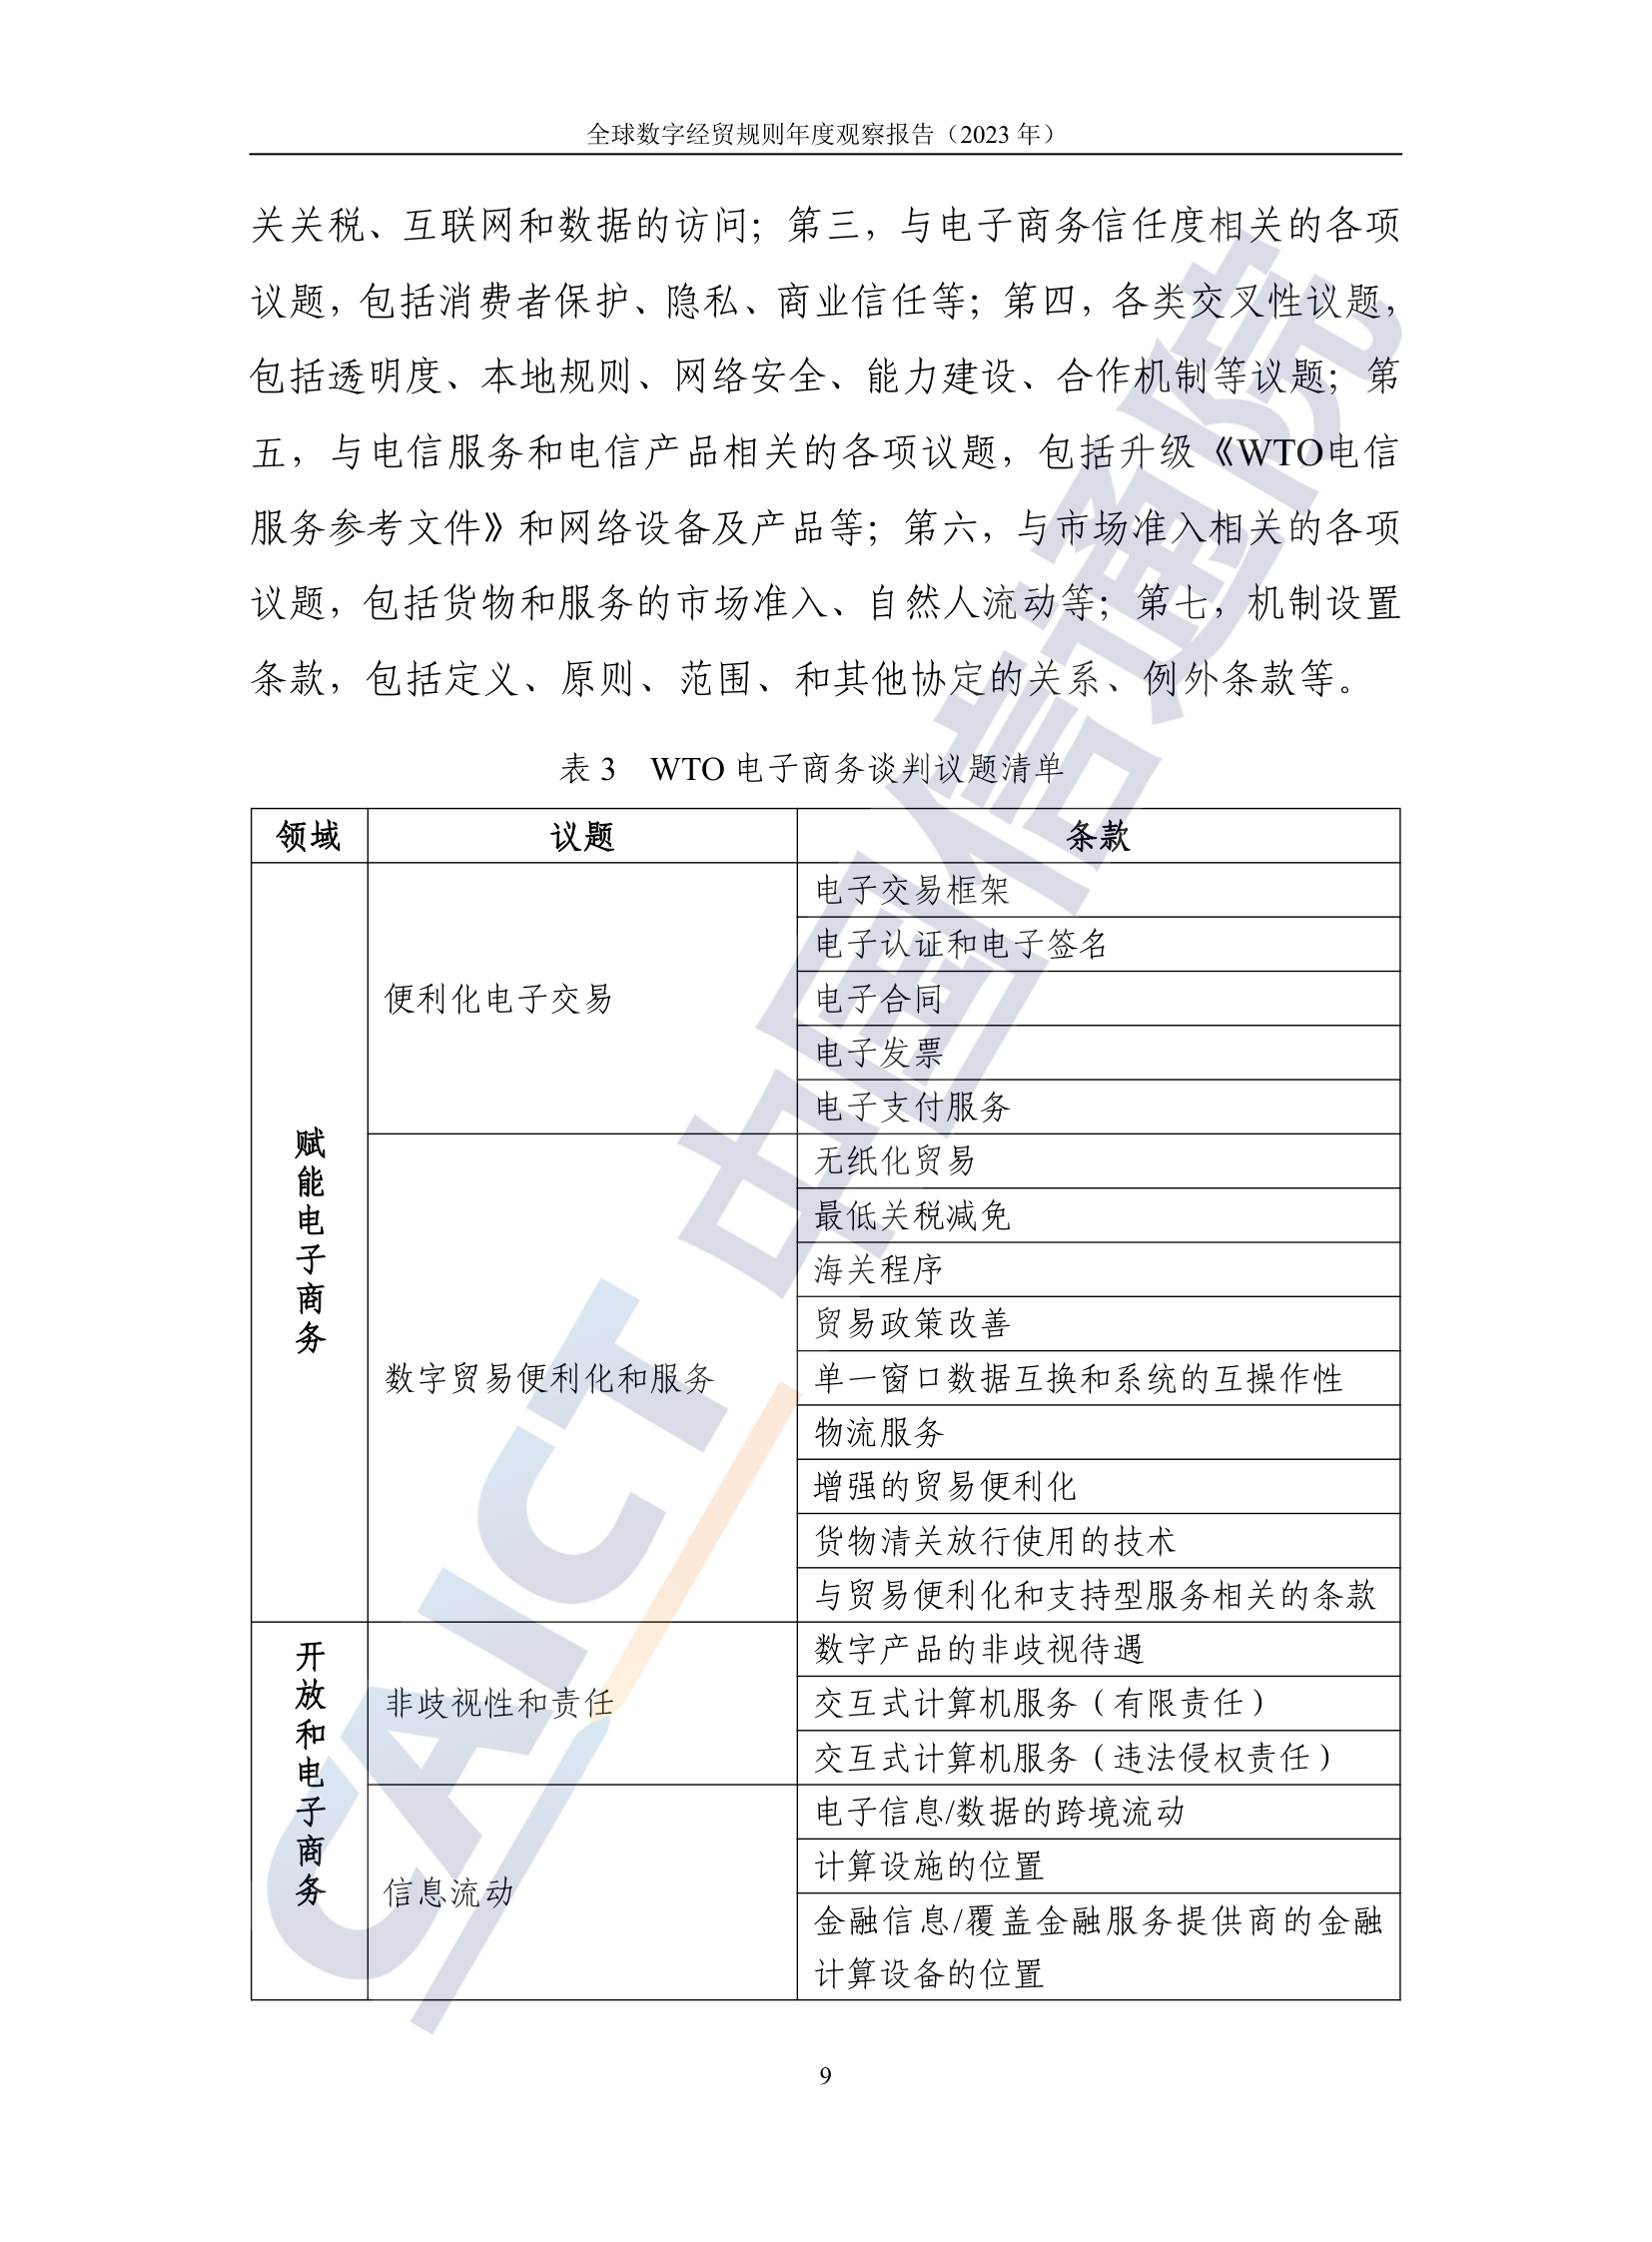 全球数字经贸规则年度观察报告（2023 年）
关关税、互联网和数据的访问；第三，与电子商务信任度相关的各项
议题，包括消费者保护、隐私、商业信任等；第四，各类交叉性议题，
包括透明度、本地规则、网络安全、能力建设、合作机制等议题；第
五，与电信服务和电信产品相关的各项议题，包括升级《WTO电信
服务参考文件》和网络设备及产品等；第六，与市场准入相关的各项
议题，包括货物和服务的市场准入、自然人流动等；第七，机制设置
条款，包括定义、原则、范围、和其他协定的关系、例外条款等。
表 3 WTO 电子商务谈判议题清单
领域 议题 条款
赋能电子商务
便利化电子交易
电子交易框架
电子认证和电子签名
电子合同
电子发票
电子支付服务
数字贸易便利化和服务
无纸化贸易
最低关税减免
海关程序
贸易政策改善
单一窗口数据互换和系统的互操作性
物流服务
增强的贸易便利化
货物清关放行使用的技术
与贸易便利化和支持型服务相关的条款
开放和电子商务
非歧视性和责任
数字产品的非歧视待遇
交互式计算机服务（有限责任）
交互式计算机服务（违法侵权责任）
信息流动
电子信息/数据的跨境流动
计算设施的位置
金融信息/覆盖金融服务提供商的金融
计算设备的位置
CAICT 中国信通院
9